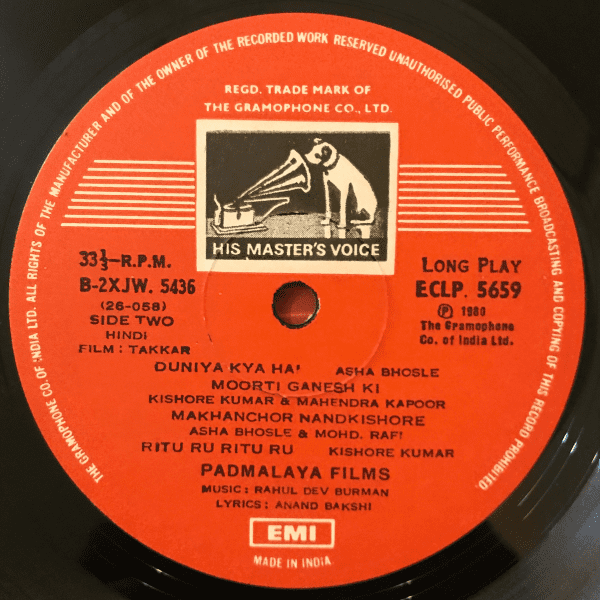 THE GRAMOPHONE CO. OF INDIA LTD. ALL RIGHTS OF THE MANUFACTURER AND OF THE OWNER OF THE RECORDED WORK RESERVED UNAUTHORISED PUBLIC PERFORMANCE BROADCASTING AND COPYING OF THIS RECORD PROHIBITED.
REGD. TRADE MARK OF
THE GRAMOPHONE CO., LTD.
HIS MASTER'S VOICE
33⅓-R.P.M.
B-2XJW. 5436
(26-058)
SIDE TWO
HINDI
FILM : TAKKAR
LONG PLAY
ECLP. 5659
℗ 1980
The Gramophone
Co. of India Ltd.
DUNIYA KYA HAI ASHA BHOSLE
MOORTI GANESH KI
KISHORE KUMAR & MAHENDRA KAPOOR
MAKHANCHOR NANDKISHORE
ASHA BHOSLE & MOHD. RAFI
RITU RU RITU RU KISHORE KUMAR
PADMALAYA FILMS
MUSIC : RAHUL DEV BURMAN
LYRICS : ANAND BAKSHI
EMI
MADE IN INDIA.